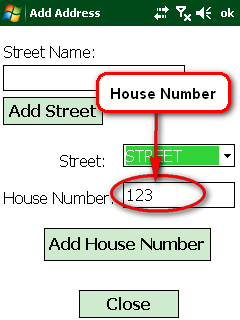 Add Address ok
Street Name:
Add Street
House Number
Street: STREET
House Number: 123
Add House Number
Close